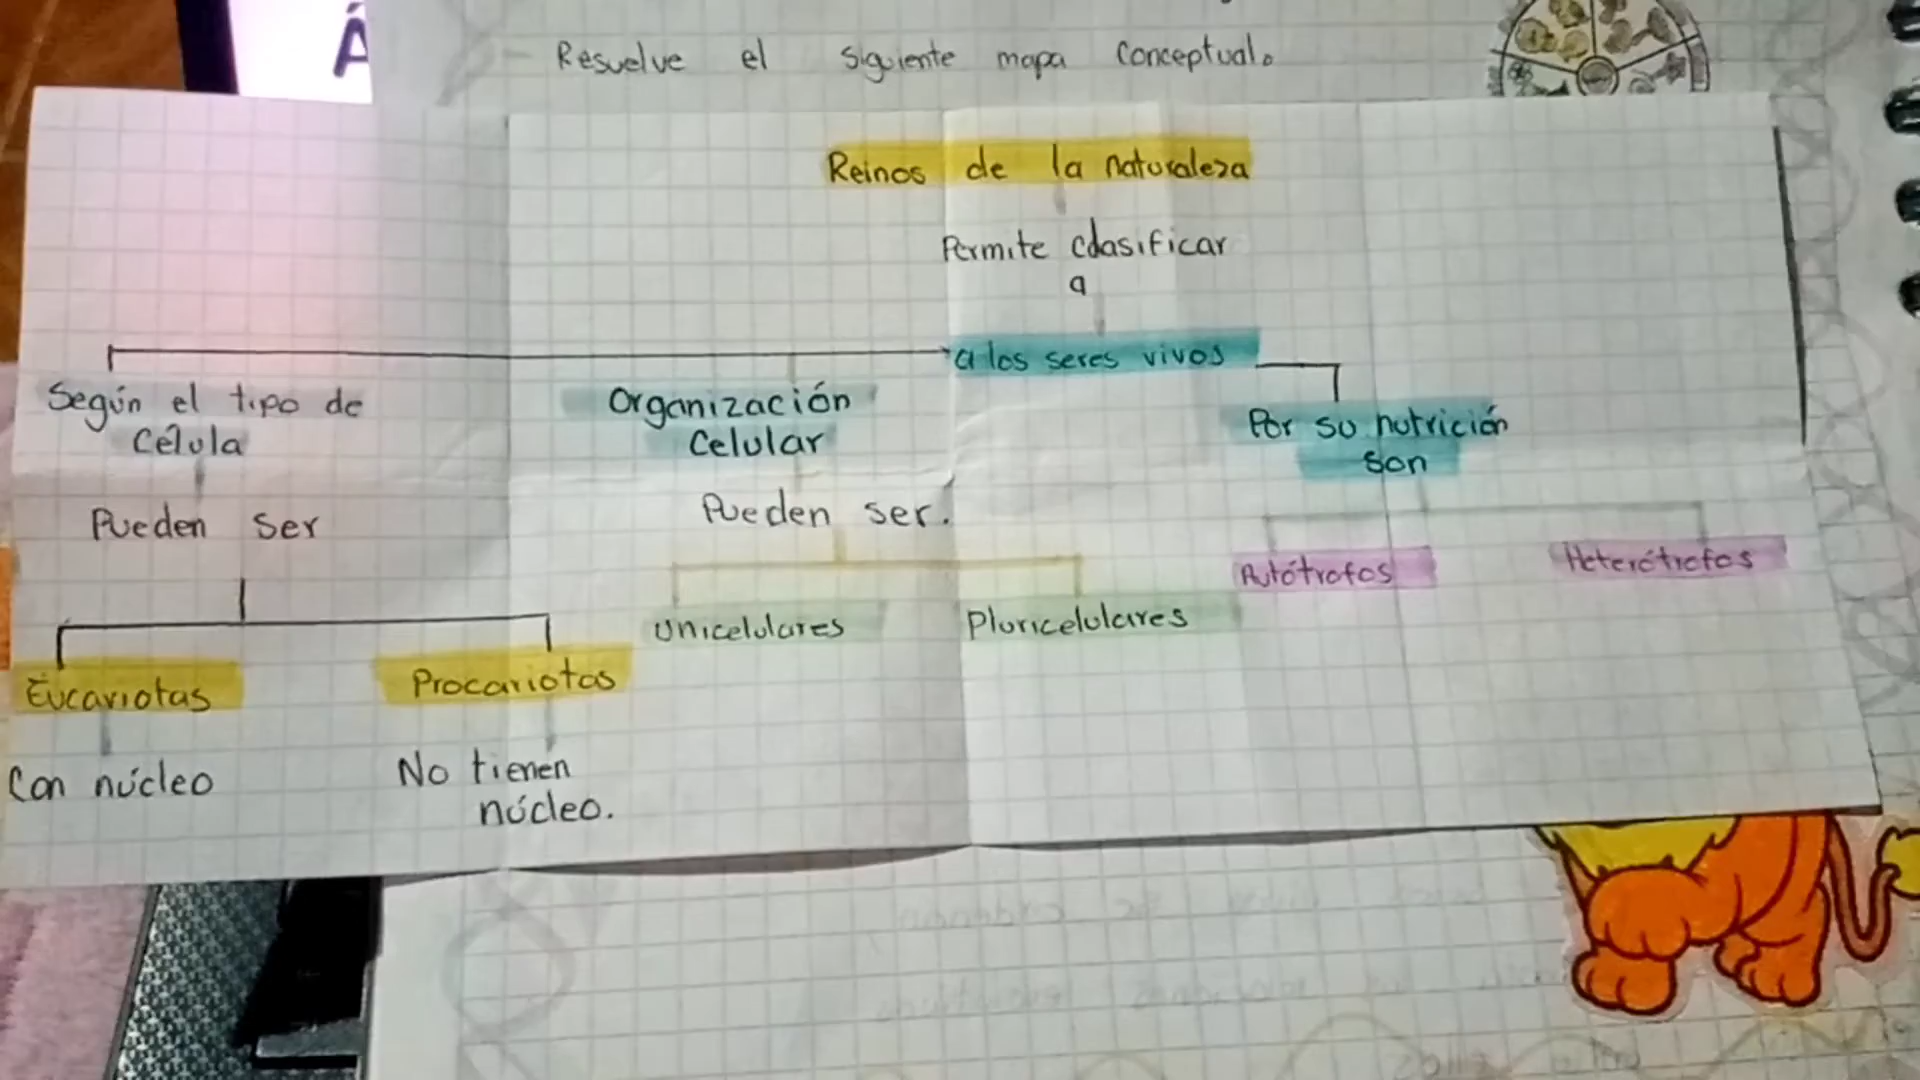 Á
Resuelve el siguiente mapa conceptual.
Reinos de la naturaleza
Permite cdasificar
a
a los seres vivos
Según el tipo de
Célula
Organización
Celular
Por su nutrición
son
Pueden ser
Pueden ser.
Autótrofos
Heterótrofos
Unicelulares
Pluricelulares
Eucariotas
Procariotas
Con núcleo
No tienen
núcleo.